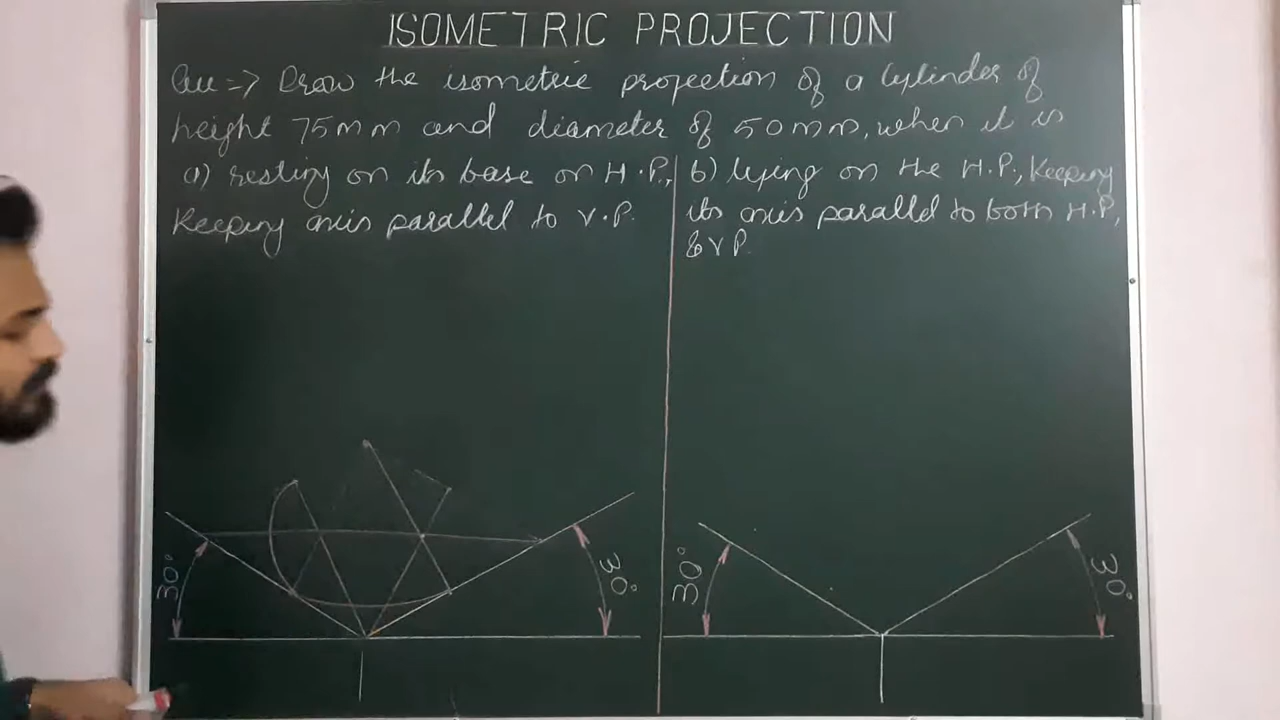 ISOMETRIC PROJECTION
Qu => Draw the isometric projection of a cylinder of
height 75mm and diameter of 50mm, when it is
a) resting on its base on H.P.,
Keeping axis parallel to V.P.
b) lying on the H.P., Keeping
its axis parallel to both H.P,
& V P.
30°
30°
30°
30°